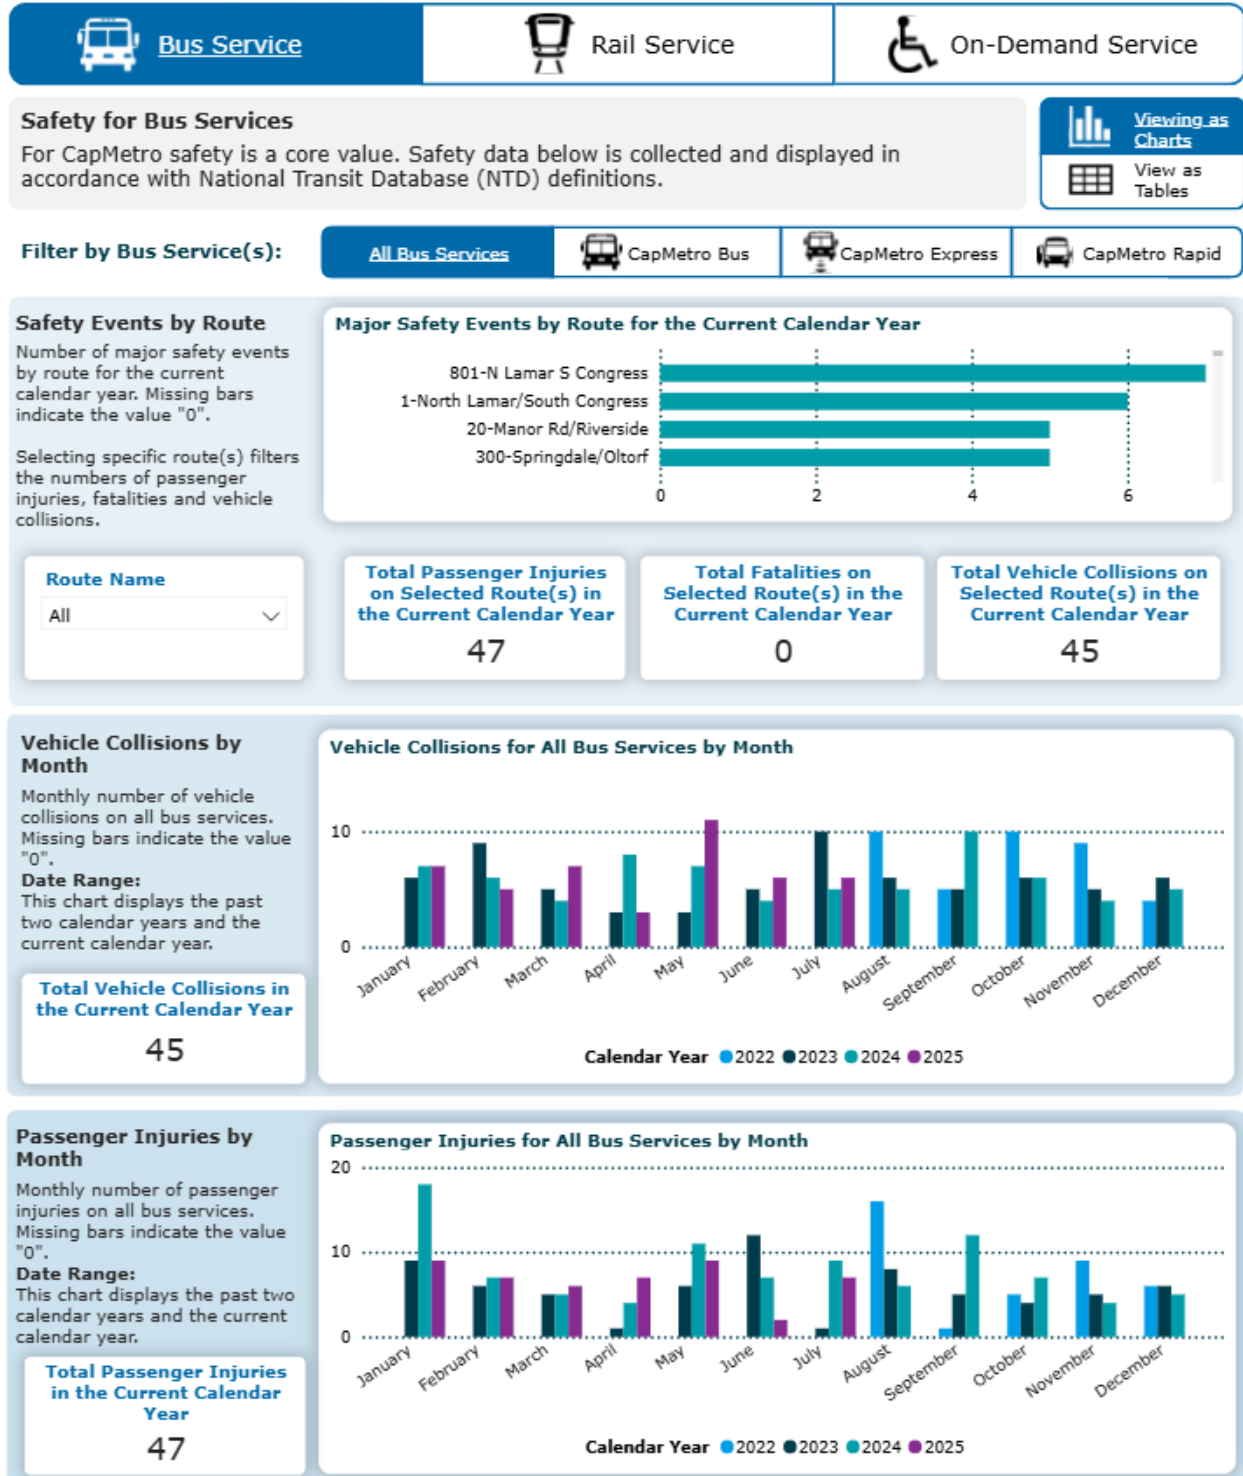 Bus Service
Rail Service
On-Demand Service
Safety for Bus Services
For CapMetro safety is a core value. Safety data below is collected and displayed in
accordance with National Transit Database (NTD) definitions.
Viewing as
Charts
View as
Tables
Filter by Bus Service(s):
All Bus Services
CapMetro Bus
CapMetro Express
CapMetro Rapid
Safety Events by Route
Number of major safety events
by route for the current
calendar year. Missing bars
indicate the value "0".
Selecting specific route(s) filters
the numbers of passenger
injuries, fatalities and vehicle
collisions.
Major Safety Events by Route for the Current Calendar Year
801-N Lamar S Congress
1-North Lamar/South Congress
20-Manor Rd/Riverside
300-Springdale/Oltorf
0 2 4 6
Route Name
All
Total Passenger Injuries
on Selected Route(s) in
the Current Calendar Year
47
Total Fatalities on
Selected Route(s) in the
Current Calendar Year
0
Total Vehicle Collisions on
Selected Route(s) in the
Current Calendar Year
45
Vehicle Collisions by
Month
Monthly number of vehicle
collisions on all bus services.
Missing bars indicate the value
"0".
Date Range:
This chart displays the past
two calendar years and the
current calendar year.
Total Vehicle Collisions in
the Current Calendar Year
45
Vehicle Collisions for All Bus Services by Month
10
0
January February March April May June July August September October November December
Calendar Year 2022 2023 2024 2025
Passenger Injuries by
Month
Monthly number of passenger
injuries on all bus services.
Missing bars indicate the value
"0".
Date Range:
This chart displays the past two
calendar years and the current
calendar year.
Total Passenger Injuries
in the Current Calendar
Year
47
Passenger Injuries for All Bus Services by Month
20
10
0
January February March April May June July August September October November December
Calendar Year 2022 2023 2024 2025